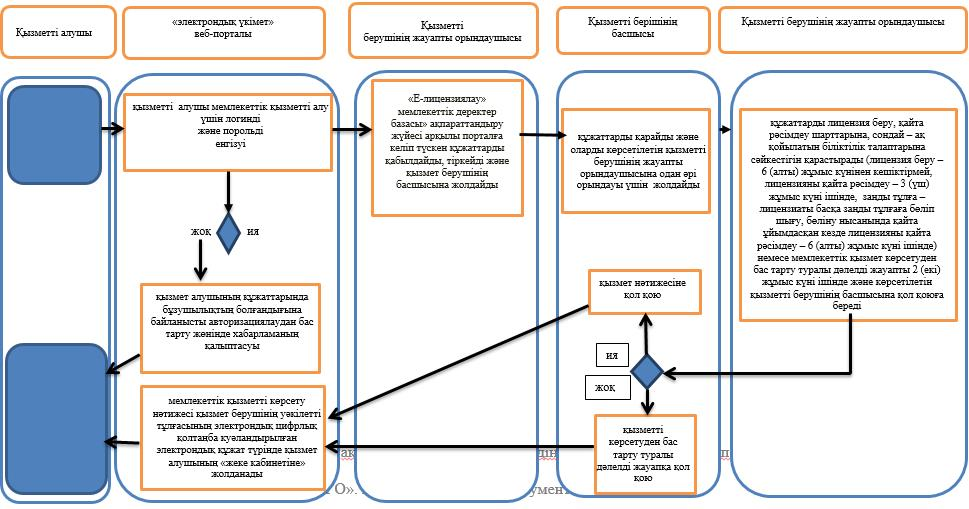 Қызметті алушы
«электрондық үкімет»
веб-порталы
Қызметті
берушінің жауапты орындаушысы
Қызметті берішінің
басшысы
Қызметті берушінің жауапты орындаушысы
қызметті алушы мемлекеттік қызметті алу
үшін логинді
және порольді
енгізуі
жоқ
ия
қызмет алушының құжаттарында
бұзушылықтың болғандығына
байланысты авторизациялаудан бас
тарту жөнінде хабарламаның
қалыптасуы
мемлекеттік қызметті көрсету
нәтижесі қызмет берушінің уәкілетті
тұлғасының электрондық цифрлық
қолтаңба куәландырылған
электрондық құжат түрінде қызмет
алушының «жеке кабинетіне»
жолданады
«Е-лицензиялау»
мемлекеттік деректер
базасы» ақпараттандыру
жүйесі арқылы порталға
келіп түскен құжаттарды
қабылдайды, тіркейді және
қызмет берушінің
басшысына жолдайды
құжаттарды қарайды және
оларды көрсетілетін қызметті
берушінің жауапты
орындаушысына одан әрі
орындауы үшін жолдайды
қызмет нәтижесіне
қол қою
ия
жоқ
қызметті
көрсетуден бас
тарту туралы
дәлелді жауапқа қол
қою
құжаттарды лицензия беру, қайта
рәсімдеу шарттарына, сондай – ақ
қойылатын біліктілік талаптарына
сәйкестігін қарастырады (лицензия беру –
6 (алты) жұмыс күнінен кешіктірмей,
лицензияны қайта рәсімдеу – 3 (үш)
жұмыс күні ішінде, заңды тұлға –
лицензиаты басқа заңды тұлғаға бөліп
шығу, бөліну нысанында қайта
ұйымдасқан кезде лицензияны қайта
рәсімдеу – 6 (алты) жұмыс күні ішінде)
немесе мемлекеттік қызмет көрсетуден
бас тарту туралы дәлелді жауапты 2 (екі)
жұмыс күні ішінде және көрсетілетін
қызметті берушінің басшысына қол қоюға
береді